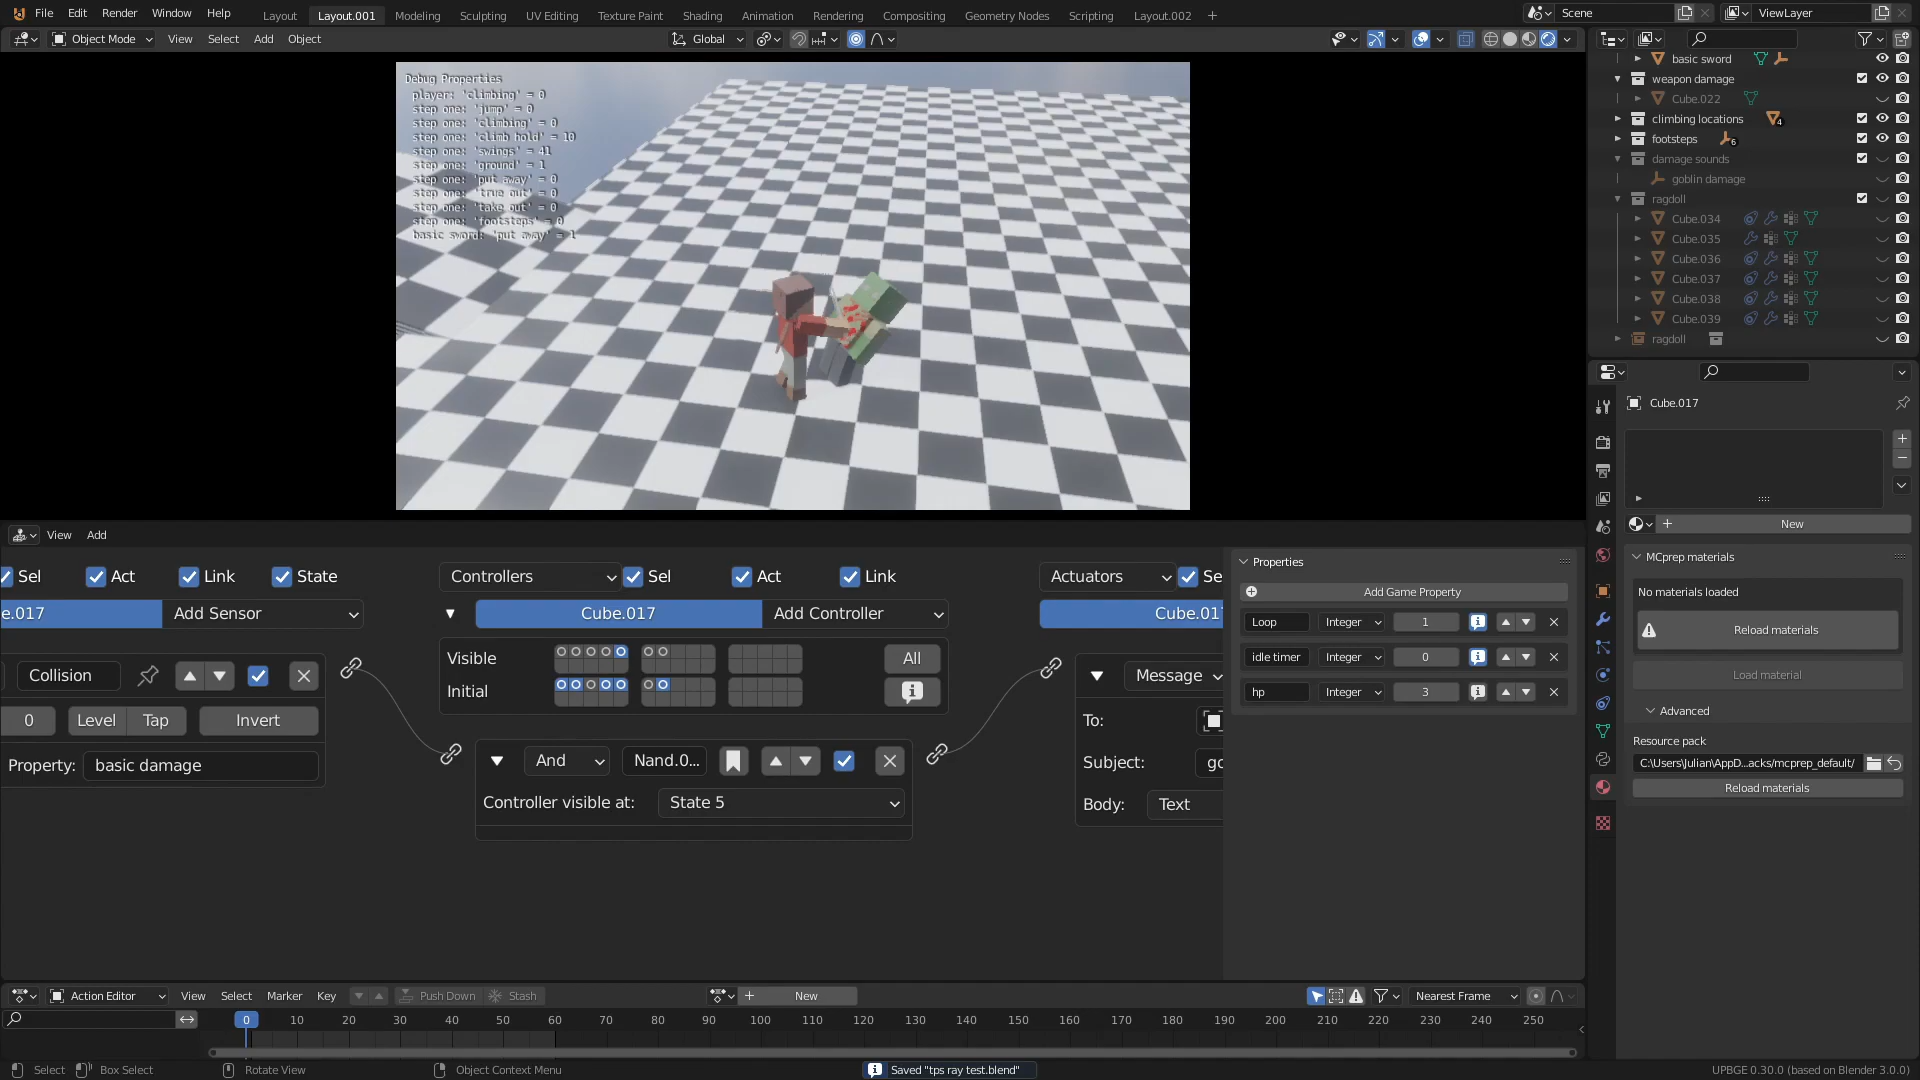 File Edit Render Window Help Layout Layout.001 Modeling Sculpting UV Editing Texture Paint Shading Animation Rendering Compositing Geometry Nodes Scripting Layout.002 Scene ViewLayer
Object Mode View Select Add Object Global
Debug Properties
player: 'climbing' = 0
step one: 'jump' = 0
step one: 'climbing' = 0
step one: 'climb hold' = 10
step one: 'swings' = 41
step one: 'ground' = 1
step one: 'put away' = 0
step one: 'true out' = 0
step one: 'take out' = 0
step one: 'footsteps' = 0
basic sword: 'put away' = 1
basic sword
weapon damage
Cube.022
climbing locations 4
footsteps 6
damage sounds
goblin damage
ragdoll
Cube.034
Cube.035
Cube.036
Cube.037
Cube.038
Cube.039
ragdoll
Cube.017
New
MCprep materials
No materials loaded
Reload materials
Load material
Advanced
Resource pack
C:\Users\Julian\AppD...acks/mcprep_default/
Reload materials
View Add
Sel Act Link State Controllers Sel Act Link Actuators Se
e.017 Add Sensor Cube.017 Add Controller Cube.01
Collision
0 Level Tap Invert
Property: basic damage
Visible All
Initial
And Nand.0...
Controller visible at: State 5
Message
To:
Subject: go
Body: Text
Properties
Add Game Property
Loop Integer 1
idle timer Integer 0
hp Integer 3
Action Editor View Select Marker Key Push Down Stash New Nearest Frame
0 10 20 30 40 50 60 70 80 90 100 110 120 130 140 150 160 170 180 190 200 210 220 230 240 250
Select Box Select Rotate View Object Context Menu Saved "tps ray test.blend" UPBGE 0.30.0 (based on Blender 3.0.0)